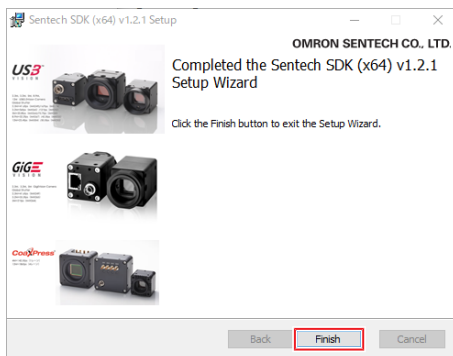 Sentech SDK (x64) v1.2.1 Setup
OMRON SENTECH CO., LTD.
Completed the Sentech SDK (x64) v1.2.1
Setup Wizard
Click the Finish button to exit the Setup Wizard.
USB3
VISION
GiGE
VISION
CoaXPress
Back
Finish
Cancel